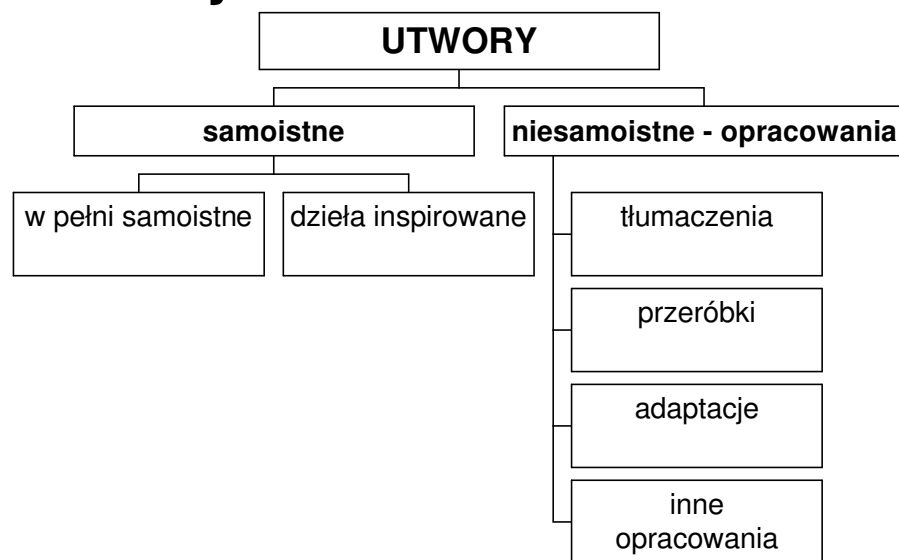 UTWORY
samoistne
niesamoistne - opracowania
w pełni samoistne
dzieła inspirowane
tłumaczenia
przeróbki
adaptacje
inne
opracowania